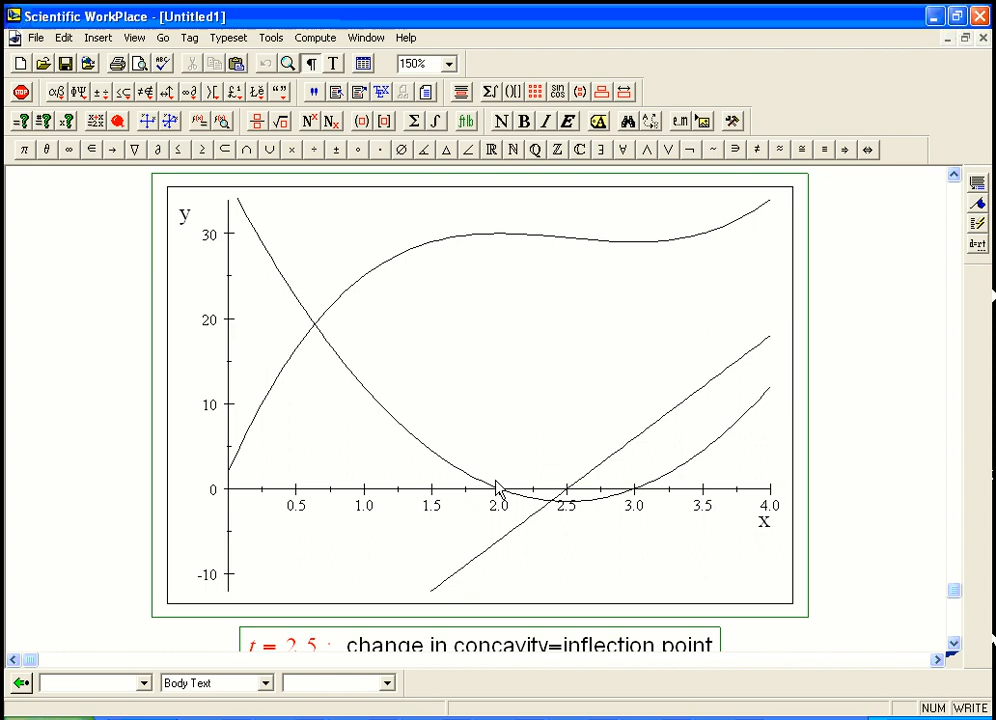 Scientific WorkPlace - [Untitled1]
File Edit Insert View Go Tag Typeset Tools Compute Window Help
150%
N B I E
π θ ∞ ∈ → ∇ ∂ ≤ ≥ ⊂ ∩ ∪ × ÷ ± ∘ · ∅ ∡ △ ∠ ℝ ℕ ℚ ℤ ℂ ∃ ∀ ∧ ∨ ¬ ~ ∋ ≠ ≈ ≅ ≡ ⇒ ⇔
y
30
20
10
0
-10
0.5 1.0 1.5 2.0 2.5 3.0 3.5 4.0
x
t = 2.5 : change in concavity=inflection point
Body Text
NUM WRITE